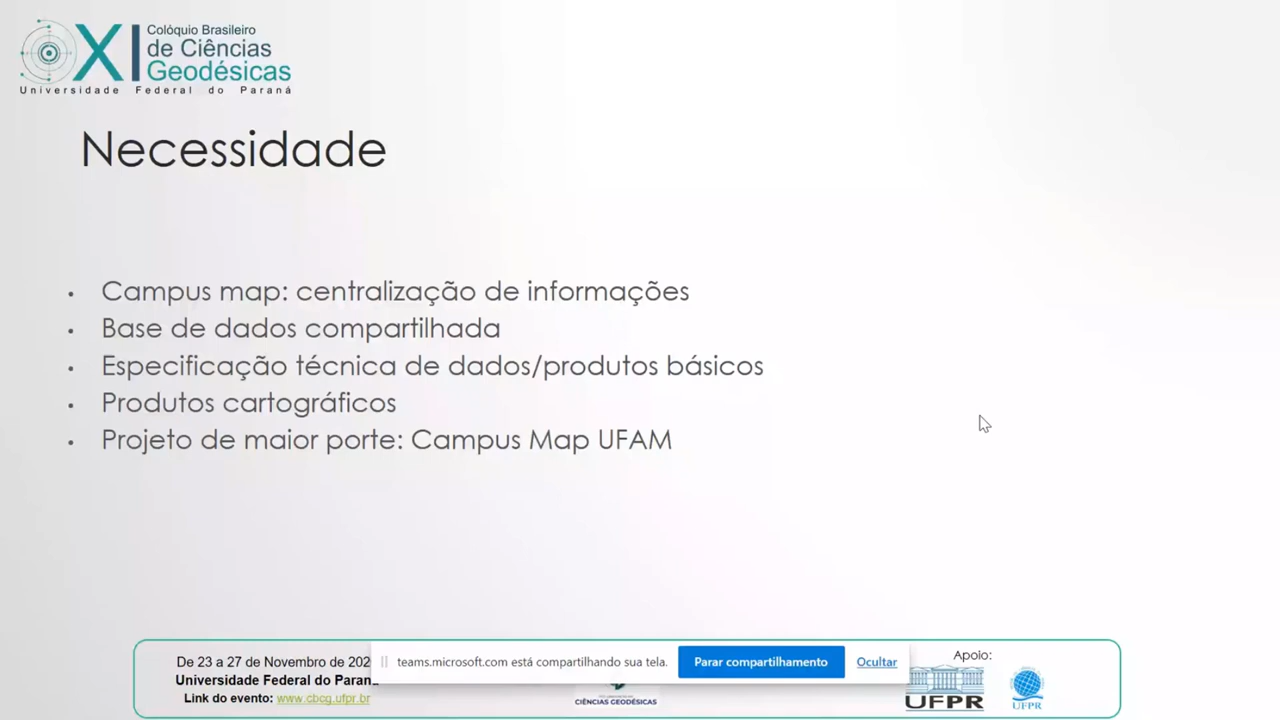 XI
Colóquio Brasileiro
de Ciências
Geodésicas
Universidade Federal do Paraná
Necessidade
• Campus map: centralização de informações
• Base de dados compartilhada
• Especificação técnica de dados/produtos básicos
• Produtos cartográficos
• Projeto de maior porte: Campus Map UFAM
De 23 a 27 de Novembro de 202
Universidade Federal do Paran
Link do evento: www.cbcg.ufpr.br
teams.microsoft.com está compartilhando sua tela.
Parar compartilhamento
Ocultar
CIÊNCIAS GEODÉSICAS
Apoio:
UFPR
UFPR